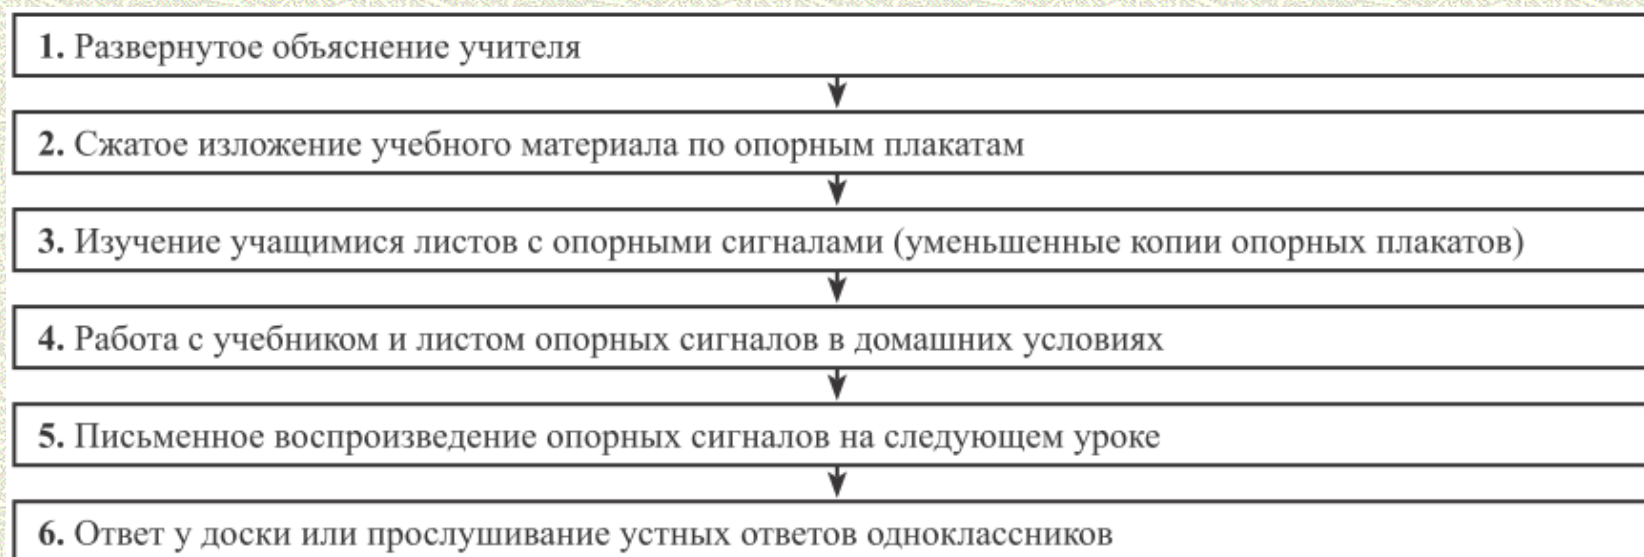 1. Развернутое объяснение учителя
2. Сжатое изложение учебного материала по опорным плакатам
3. Изучение учащимися листов с опорными сигналами (уменьшенные копии опорных плакатов)
4. Работа с учебником и листом опорных сигналов в домашних условиях
5. Письменное воспроизведение опорных сигналов на следующем уроке
6. Ответ у доски или прослушивание устных ответов одноклассников